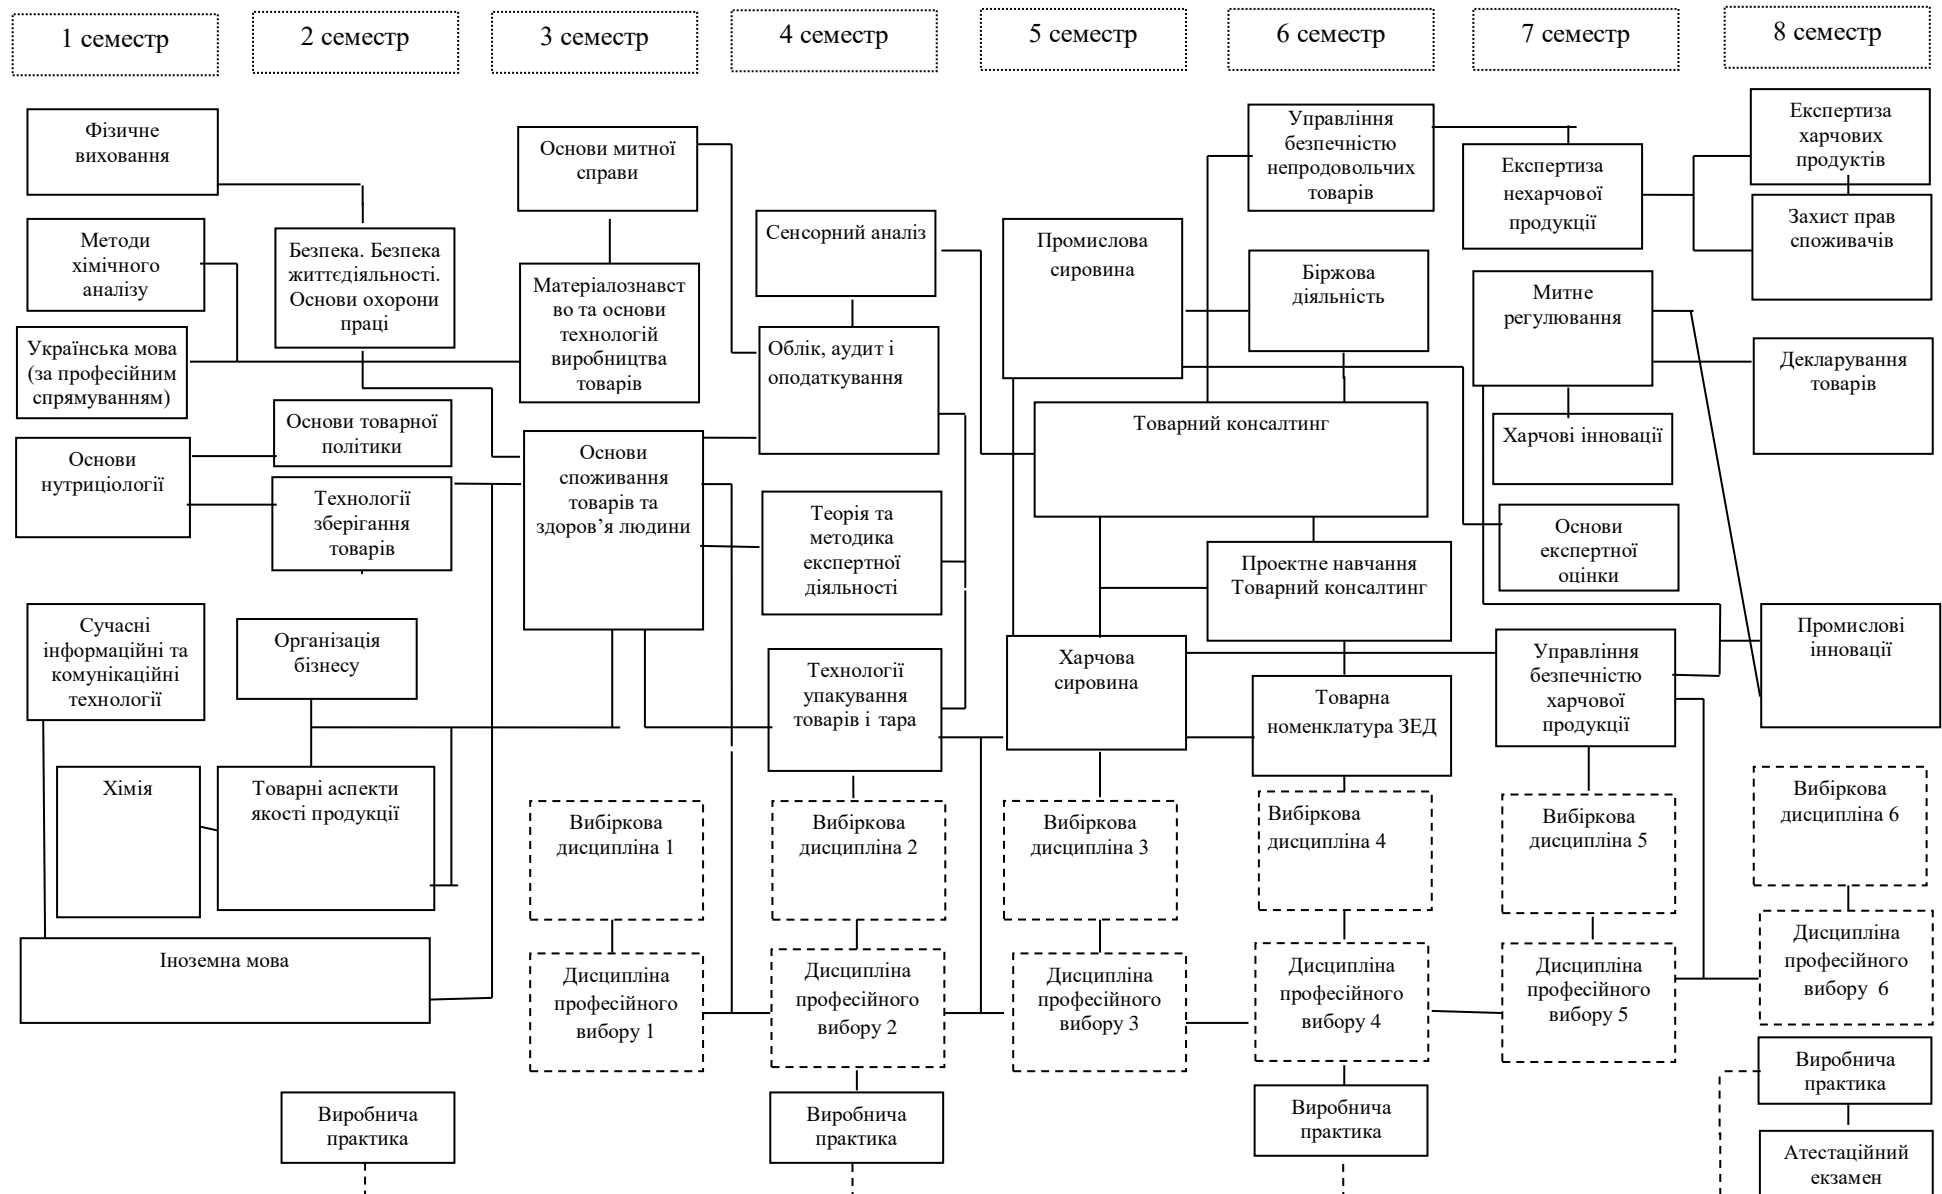 1 семестр
2 семестр
3 семестр
4 семестр
5 семестр
6 семестр
7 семестр
8 семестр
Фізичне
виховання
Методи
хімічного
аналізу
Українська мова
(за професійним
спрямуванням)
Основи
нутриціології
Сучасні
інформаційні та
комунікаційні
технології
Хімія
Іноземна мова
Безпека. Безпека
життєдіяльності.
Основи охорони
праці
Основи товарної
політики
Технології
зберігання
товарів
Організація
бізнесу
Товарні аспекти
якості продукції
Виробнича
практика
Основи митної
справи
Матеріалознавст
во та основи
технологій
виробництва
товарів
Основи
споживання
товарів та
здоров’я людини
Вибіркова
дисципліна 1
Дисципліна
професійного
вибору 1
Сенсорний аналіз
Облік, аудит і
оподаткування
Теорія та
методика
експертної
діяльності
Технології
упакування
товарів і тара
Вибіркова
дисципліна 2
Дисципліна
професійного
вибору 2
Виробнича
практика
Промислова
сировина
Товарний консалтинг
Харчова
сировина
Вибіркова
дисципліна 3
Дисципліна
професійного
вибору 3
Управління
безпечністю
непродовольчих
товарів
Біржова
діяльність
Проектне навчання
Товарний консалтинг
Товарна
номенклатура ЗЕД
Вибіркова
дисципліна 4
Дисципліна
професійного
вибору 4
Виробнича
практика
Експертиза
нехарчової
продукції
Митне
регулювання
Харчові інновації
Основи
експертної
оцінки
Управління
безпечністю
харчової
продукції
Вибіркова
дисципліна 5
Дисципліна
професійного
вибору 5
Експертиза
харчових
продуктів
Захист прав
споживачів
Декларування
товарів
Промислові
інновації
Вибіркова
дисципліна 6
Дисципліна
професійного
вибору 6
Виробнича
практика
Атестаційний
екзамен